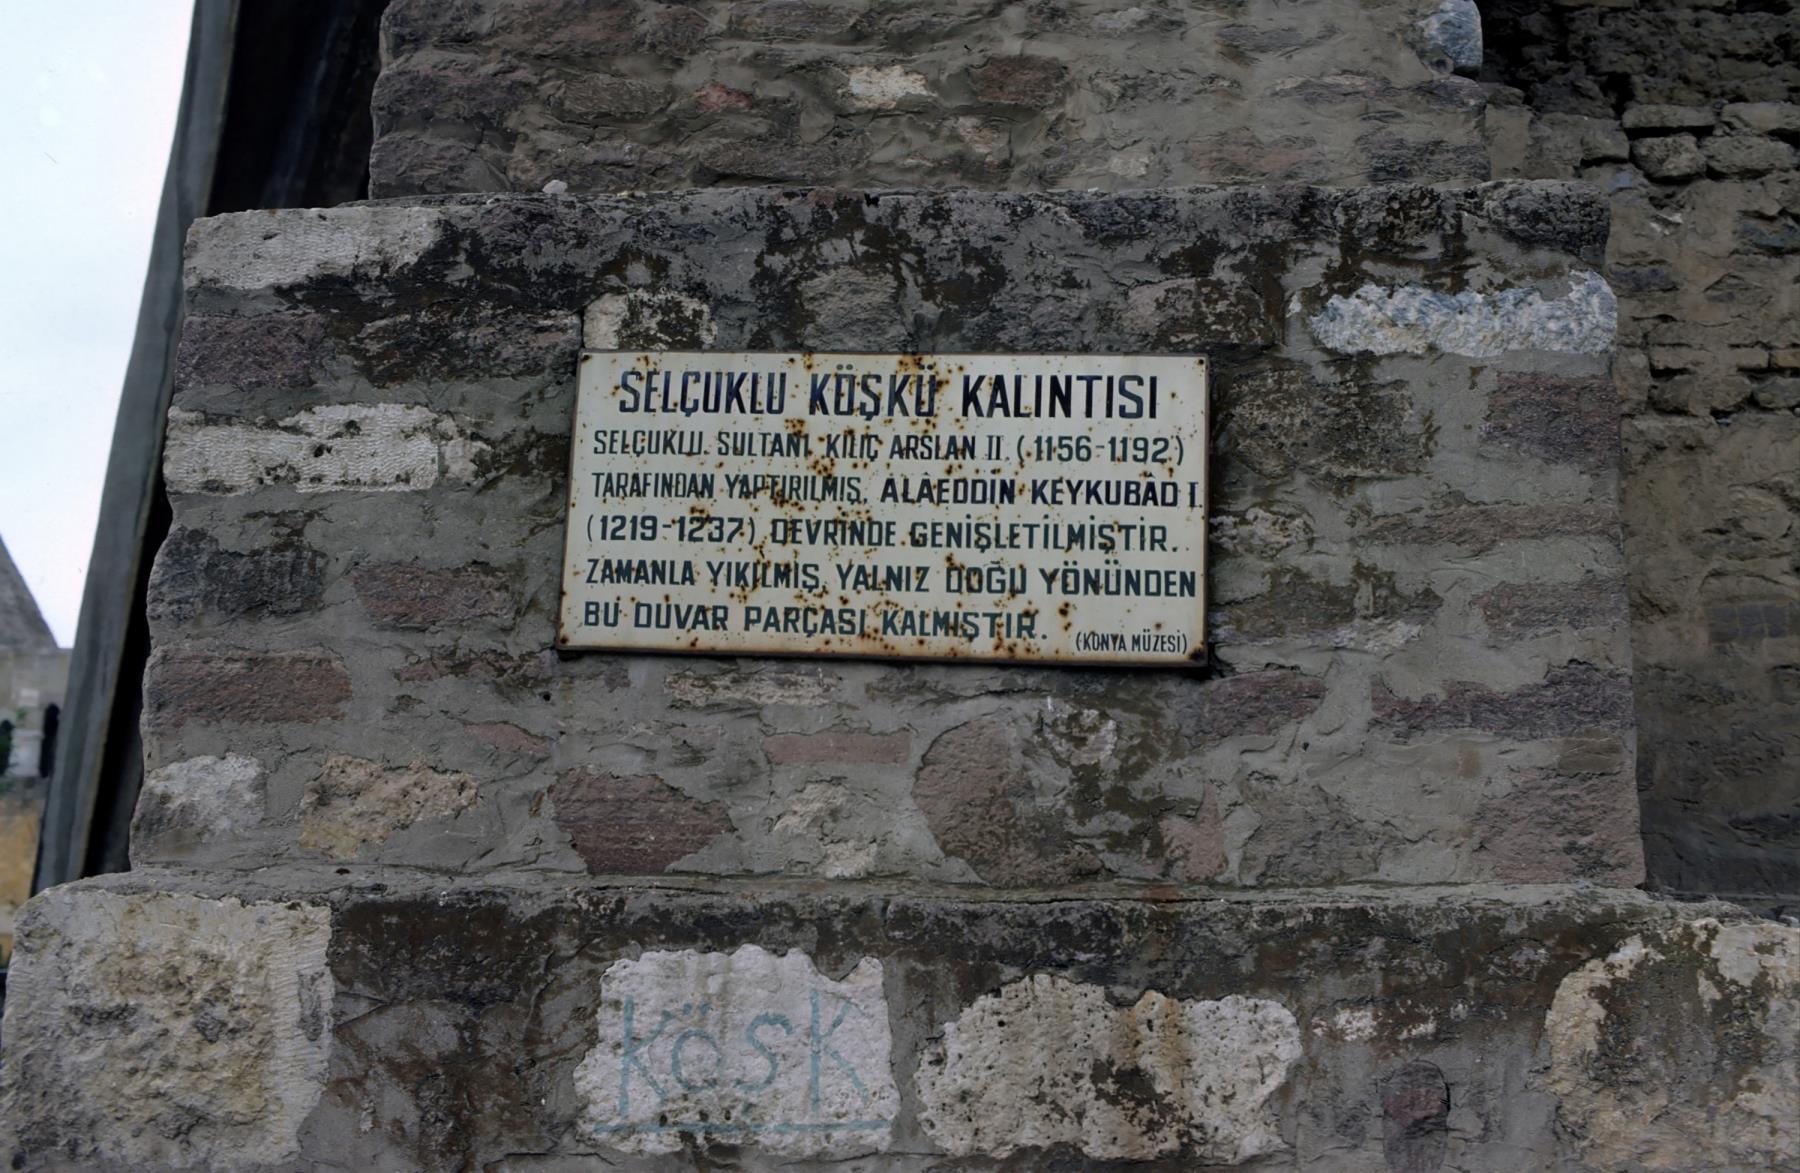 SELÇUKLU KÖŞKÜ KALINTISI
SELÇUKLU SULTANI KILIÇ ARSLAN II. (1156-1192)
TARAFINDAN YAPTIRILMIŞ, ALÂEDDİN KEYKUBÂD I.
(1219-1237) DEVRİNDE GENİŞLETİLMİŞTİR.
ZAMANLA YIKILMIŞ, YALNIZ DOĞU YÖNÜNDEN
BU DUVAR PARÇASI KALMIŞTIR.
(KONYA MÜZESİ)
KÖŞK